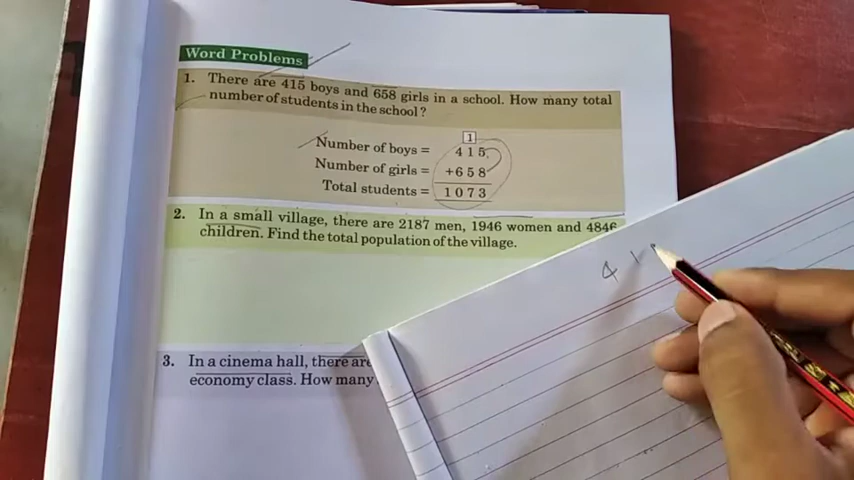 Word Problems
1. There are 415 boys and 658 girls in a school. How many total
number of students in the school?
1
Number of boys = 415
Number of girls = +658
Total students = 1073
2. In a small village, there are 2187 men, 1946 women and 4846
children. Find the total population of the village.
3. In a cinema hall, there are
economy class. How many
4 1